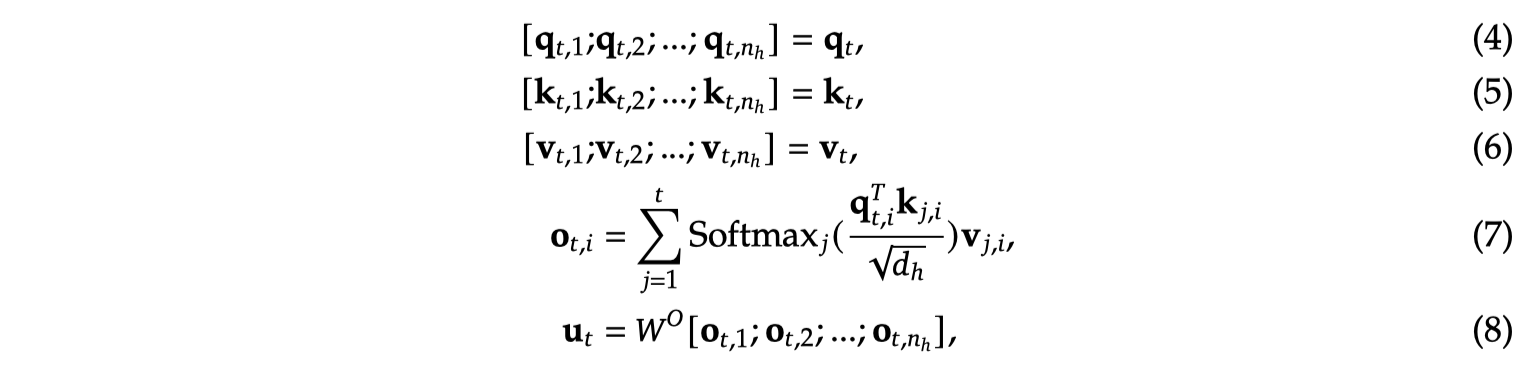 [𝐪_{t,1};𝐪_{t,2};...;𝐪_{t,n_h}] = 𝐪_t, (4)
[𝐤_{t,1};𝐤_{t,2};...;𝐤_{t,n_h}] = 𝐤_t, (5)
[𝐯_{t,1};𝐯_{t,2};...;𝐯_{t,n_h}] = 𝐯_t, (6)
𝐨_{t,i} = \sum_{j=1}^{t} Softmax_j(\frac{𝐪_{t,i}^T 𝐤_{j,i}}{\sqrt{d_h}})𝐯_{j,i}, (7)
𝐮_t = W^O[𝐨_{t,1};𝐨_{t,2};...;𝐨_{t,n_h}], (8)